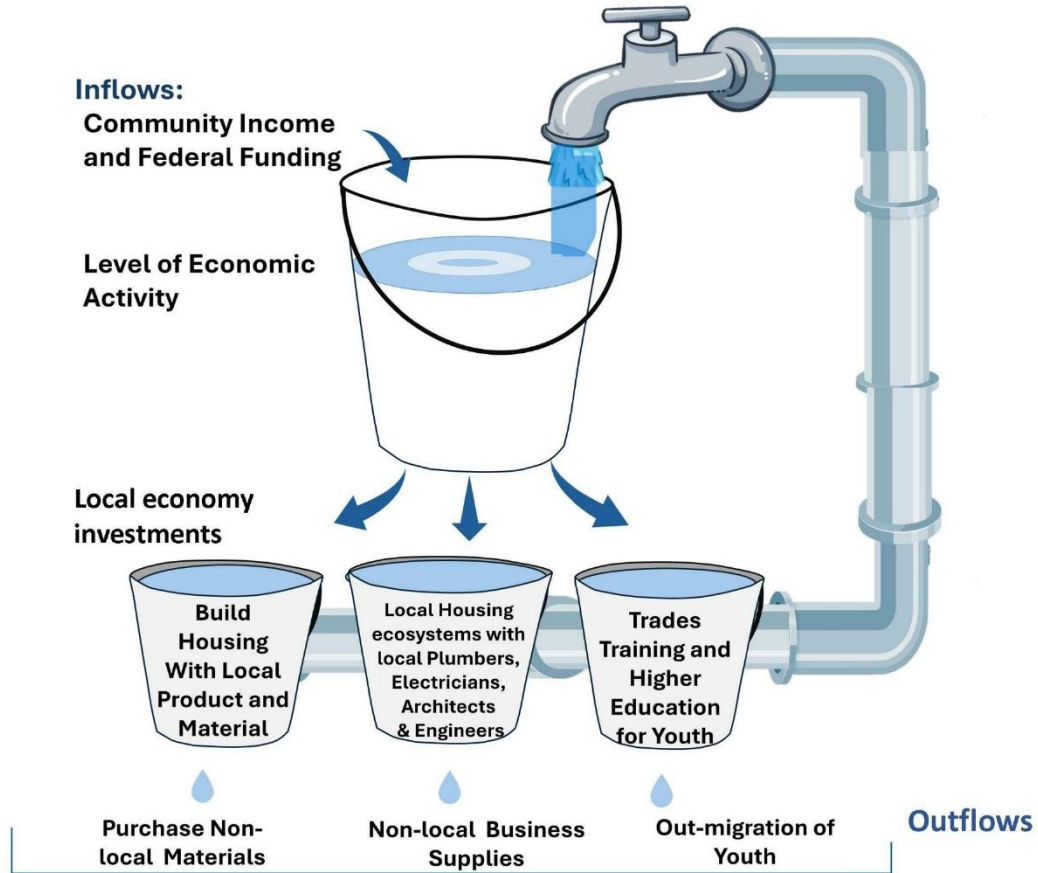 Inflows:
Community Income
and Federal Funding
Level of Economic
Activity
Local economy
investments
Build
Housing
With Local
Product and
Material
Local Housing
ecosystems with
local Plumbers,
Electricians,
Architects
& Engineers
Trades
Training and
Higher
Education
for Youth
Purchase Non-
local Materials
Non-local Business
Supplies
Out-migration of
Youth
Outflows